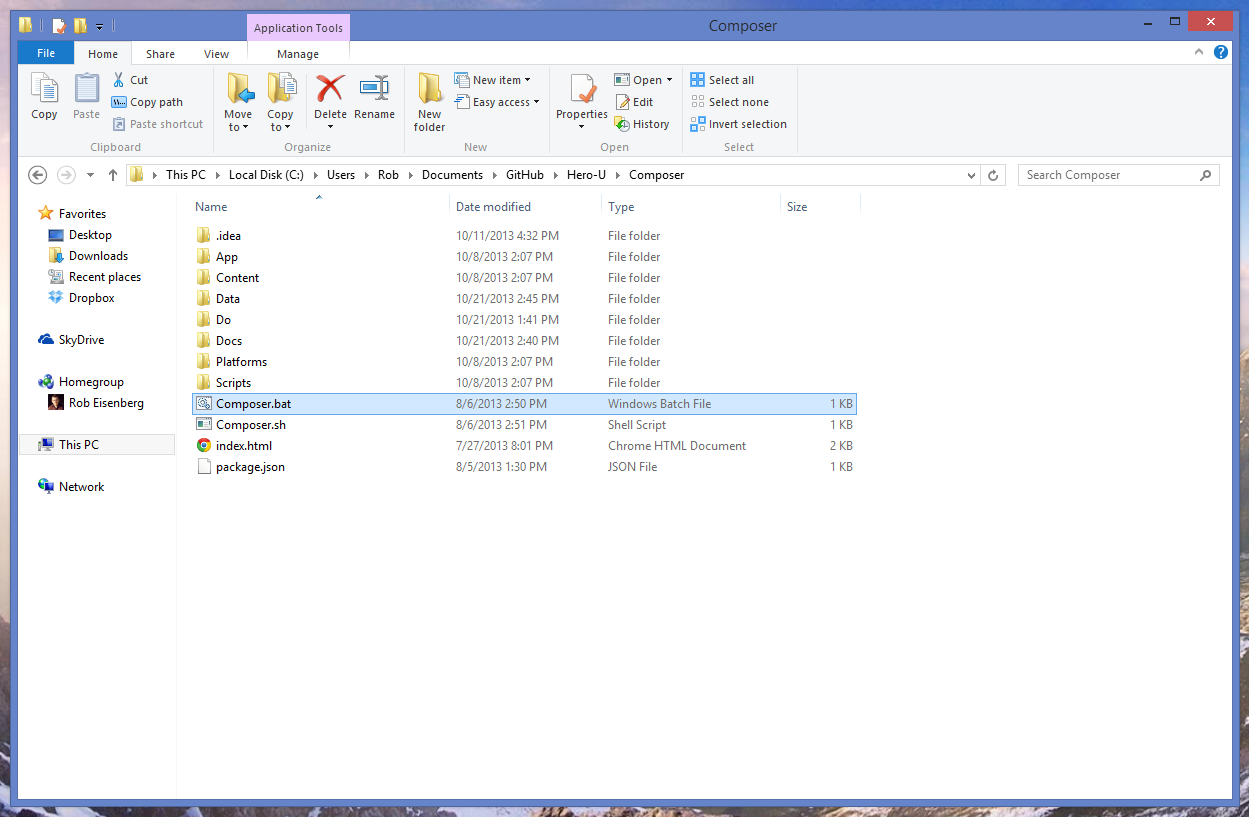 Application Tools
Composer
File Home Share View Manage
Copy
Paste
Cut
Copy path
Paste shortcut
Clipboard
Move to
Copy to
Delete
Rename
Organize
New folder
New item
Easy access
New
Properties
Open
Edit
History
Open
Select all
Select none
Invert selection
Select
This PC Local Disk (C:) Users Rob Documents GitHub Hero-U Composer
Search Composer
Favorites
Desktop
Downloads
Recent places
Dropbox
SkyDrive
Homegroup
Rob Eisenberg
This PC
Network
Name Date modified Type Size
.idea 10/11/2013 4:32 PM File folder
App 10/8/2013 2:07 PM File folder
Content 10/8/2013 2:07 PM File folder
Data 10/21/2013 2:45 PM File folder
Do 10/21/2013 1:41 PM File folder
Docs 10/21/2013 2:40 PM File folder
Platforms 10/8/2013 2:07 PM File folder
Scripts 10/8/2013 2:07 PM File folder
Composer.bat 8/6/2013 2:50 PM Windows Batch File 1 KB
Composer.sh 8/6/2013 2:51 PM Shell Script 1 KB
index.html 7/27/2013 8:01 PM Chrome HTML Document 2 KB
package.json 8/5/2013 1:30 PM JSON File 1 KB